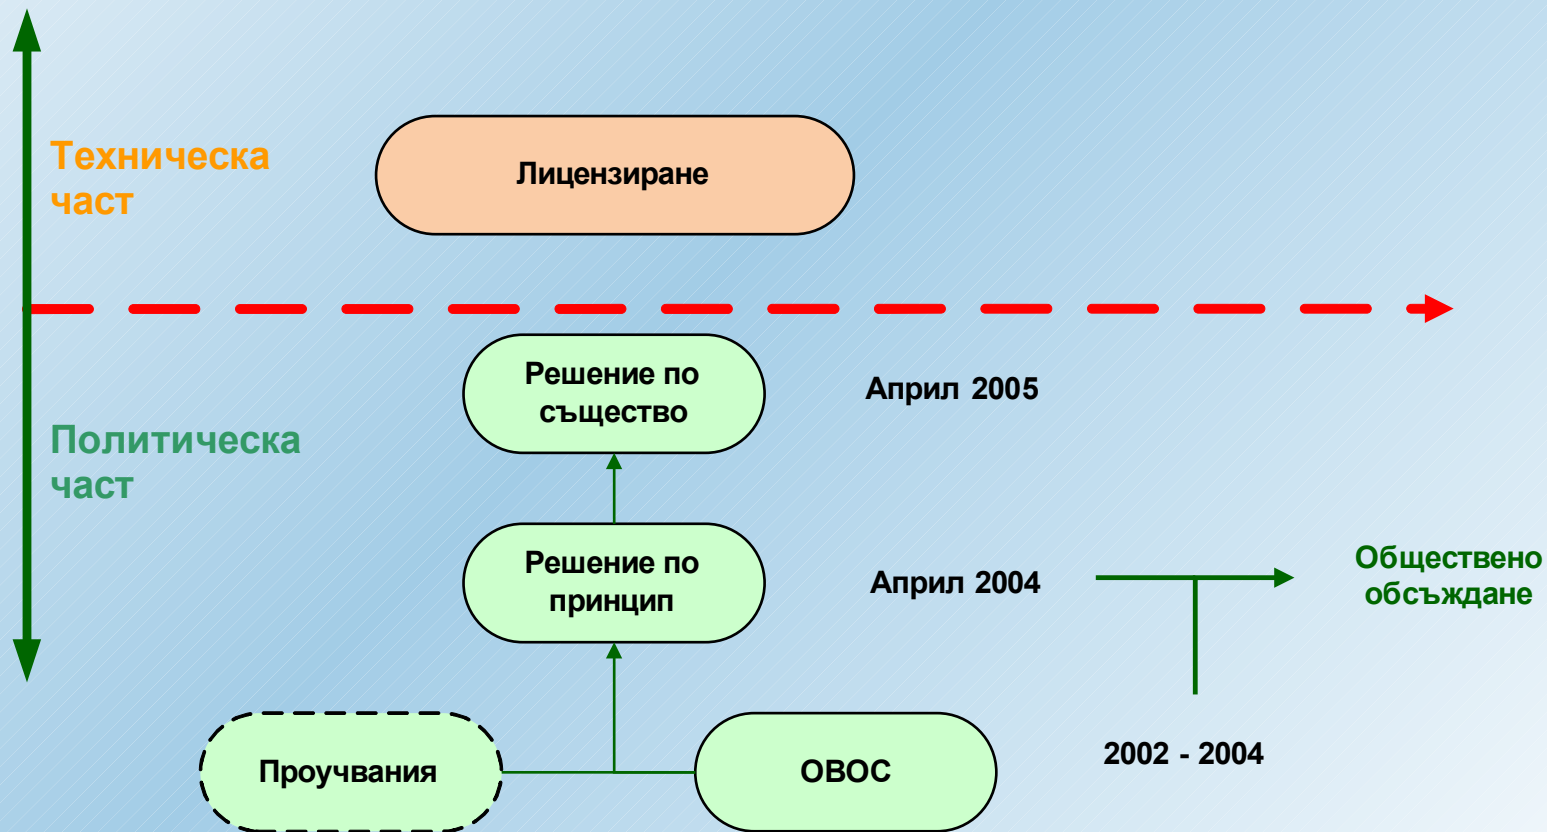 Техническа
част
Лицензиране
Решение по
същество
Април 2005
Политическа
част
Решение по
принцип
Април 2004
Обществено
обсъждане
Проучвания
ОВОС
2002 - 2004